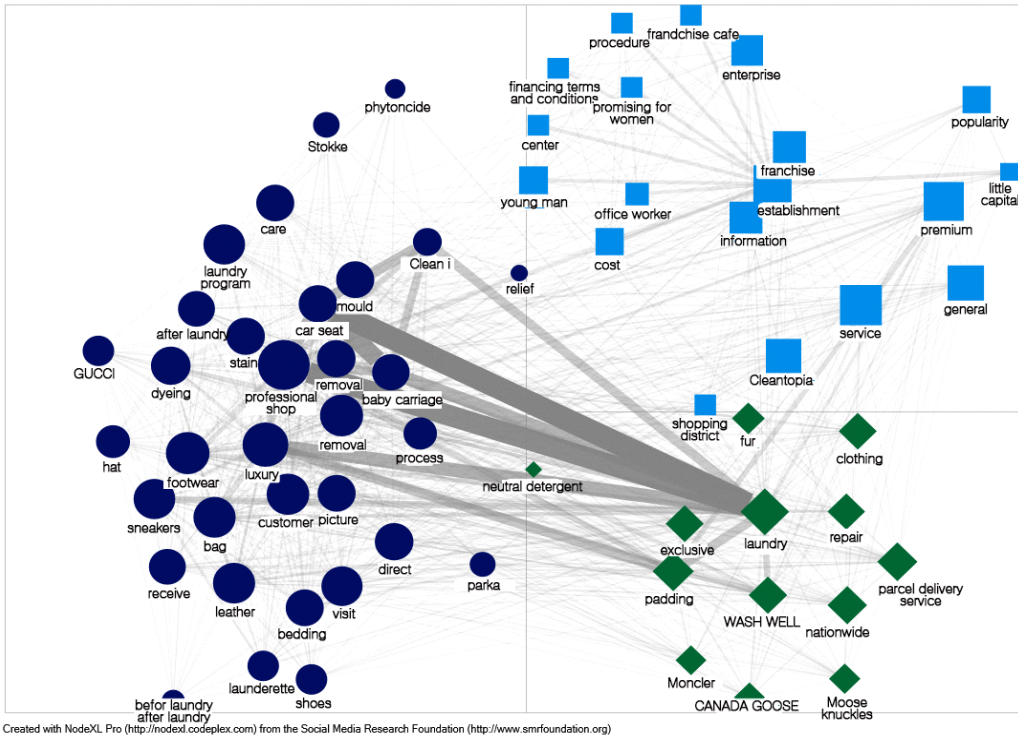 frandchise cafe
procedure
enterprise
financing terms
and conditions
promising for
women
phytoncide
popularity
Stokke
center
franchise
little
capital
young man
office worker
establishment
care
premium
information
cost
Clean i
laundry
program
relief
mould
general
car seat
after laundry
service
stain
GUCCI
removal
Cleantopia
dyeing
professional
shop
baby carriage
shopping
district
removal
fur
process
clothing
hat
luxury
footwear
neutral detergent
sneakers
customer
picture
laundry
repair
bag
exclusive
direct
parka
receive
parcel delivery
service
padding
leather
visit
WASH WELL
bedding
nationwide
Moncler
launderette
shoes
befor laundry
after laundry
CANADA GOOSE
Moose
knuckles
Created with NodeXL Pro (http://nodexl.codeplex.com) from the Social Media Research Foundation (http://www.smrfoundation.org)